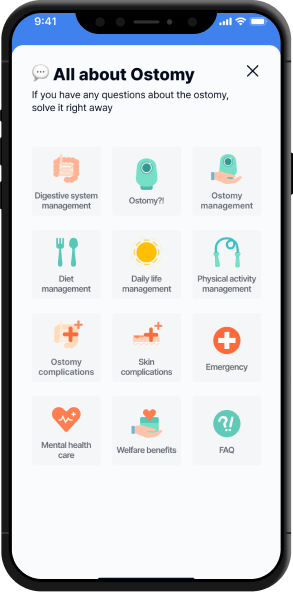 9:41
All about Ostomy
If you have any questions about the ostomy,
solve it right away
Digestive system
management
Ostomy?!
Ostomy
management
Diet
management
Daily life
management
Physical activity
management
Ostomy
complications
Skin
complications
Emergency
Mental health
care
Welfare benefits
FAQ